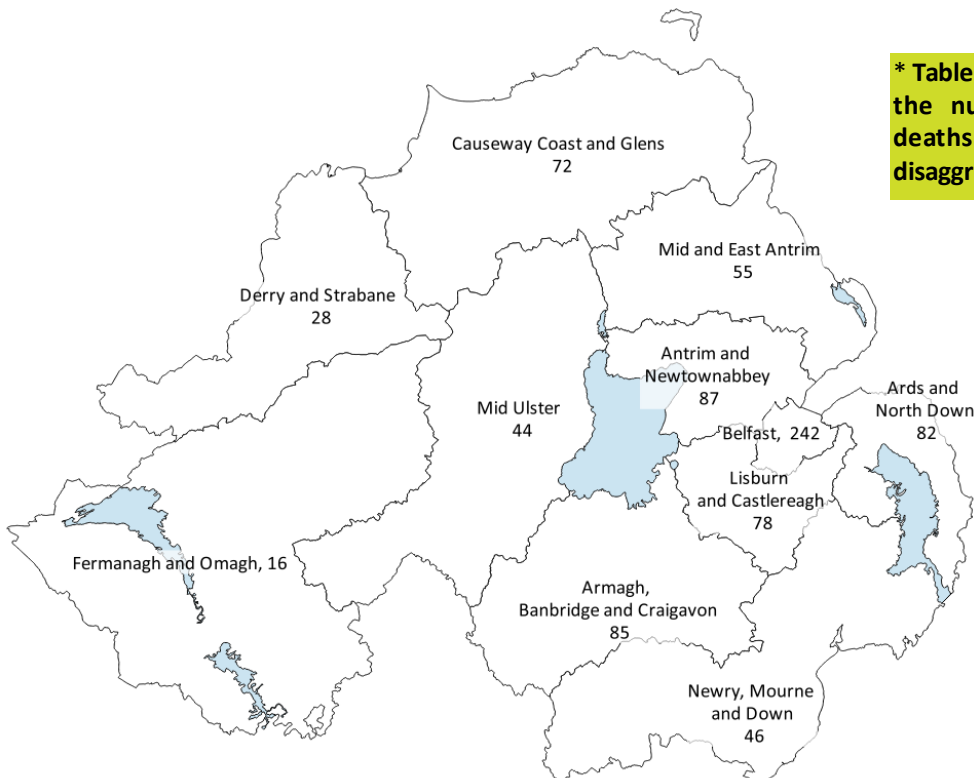 * Table
the nu
deaths
disaggr
Causeway Coast and Glens
72
Mid and East Antrim
55
Derry and Strabane
28
Antrim and
Newtownabbey
87
Ards and
North Down
82
Mid Ulster
44
Belfast, 242
Lisburn
and Castlereagh
78
Fermanagh and Omagh, 16
Armagh,
Banbridge and Craigavon
85
Newry, Mourne
and Down
46